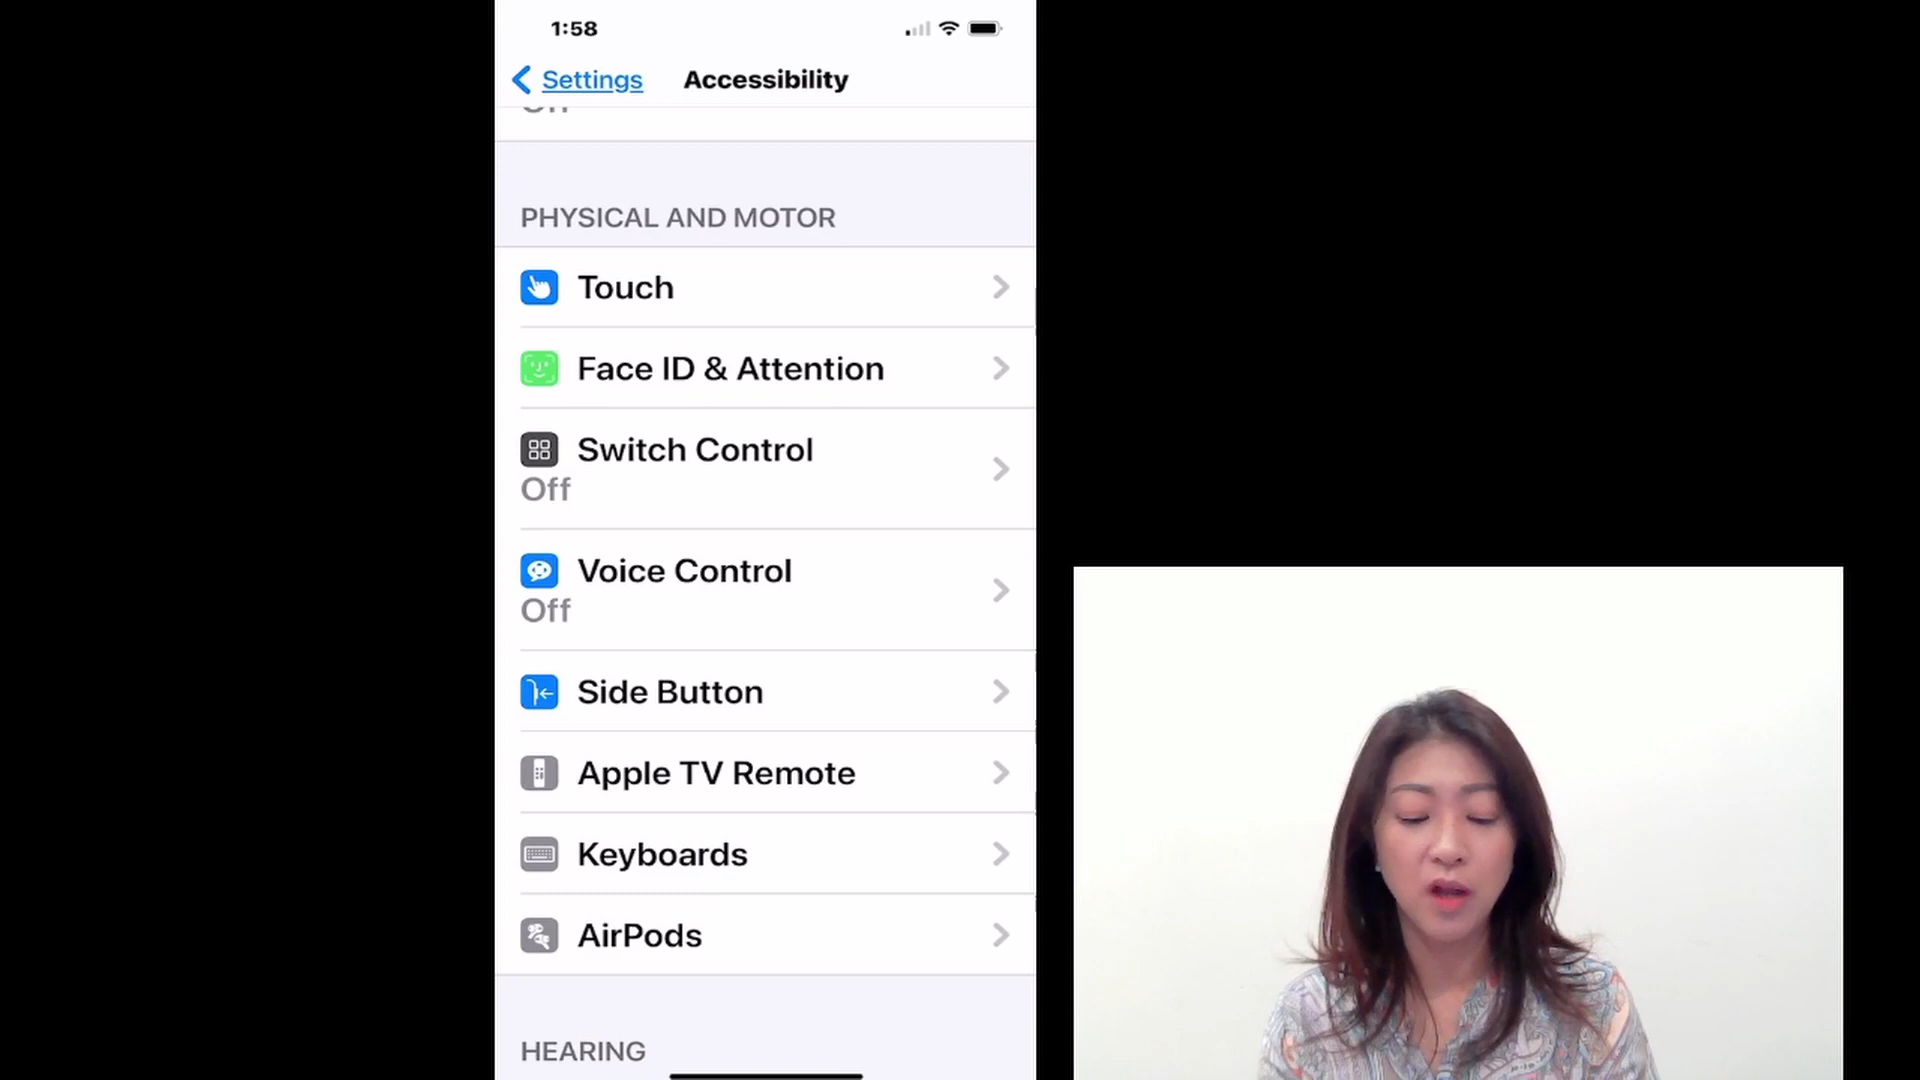 1:58
Settings
Accessibility
PHYSICAL AND MOTOR
Touch
Face ID & Attention
Switch Control
Off
Voice Control
Off
Side Button
Apple TV Remote
Keyboards
AirPods
HEARING